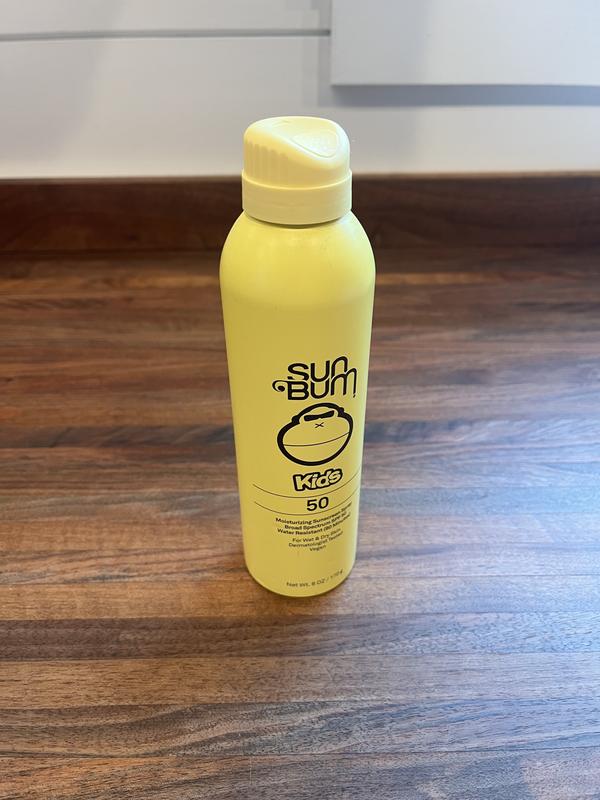 SUN
BUM
Kids
50
Moisturizing Sunscreen Spray
Broad Spectrum SPF 50
Water Resistant (80 Minutes)
For Wet & Dry Skin
Dermatologist Tested
Vegan
Net Wt. 6 OZ / 170 g